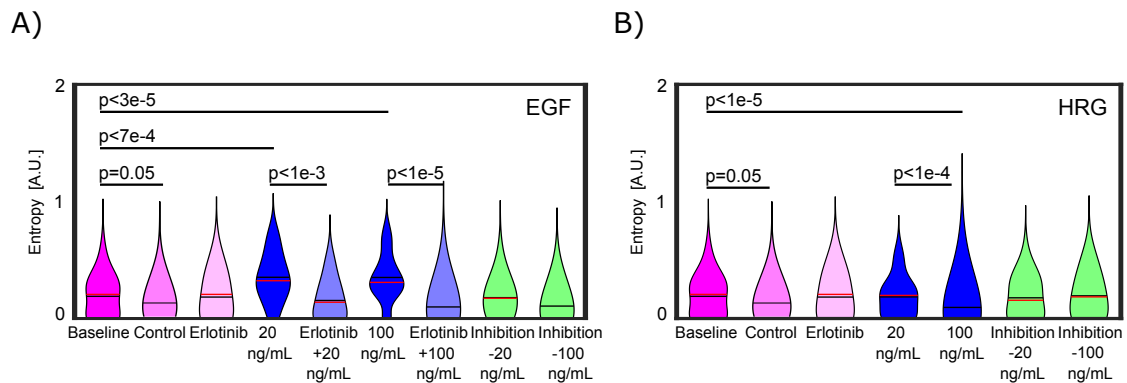 A)
B)
2
EGF
p<3e-5
p<7e-4
p=0.05
p<1e-3
p<1e-5
1
0
Entropy [A.U.]
Baseline Control Erlotinib 20 Erlotinib 100 Erlotinib Inhibition Inhibition
ng/mL +20 ng/mL +100 -20 -100
ng/mL ng/mL ng/mL ng/mL
2
HRG
p<1e-5
p=0.05
p<1e-4
1
0
Entropy [A.U.]
Baseline Control Erlotinib 20 100 Inhibition Inhibition
ng/mL ng/mL -20 -100
ng/mL ng/mL